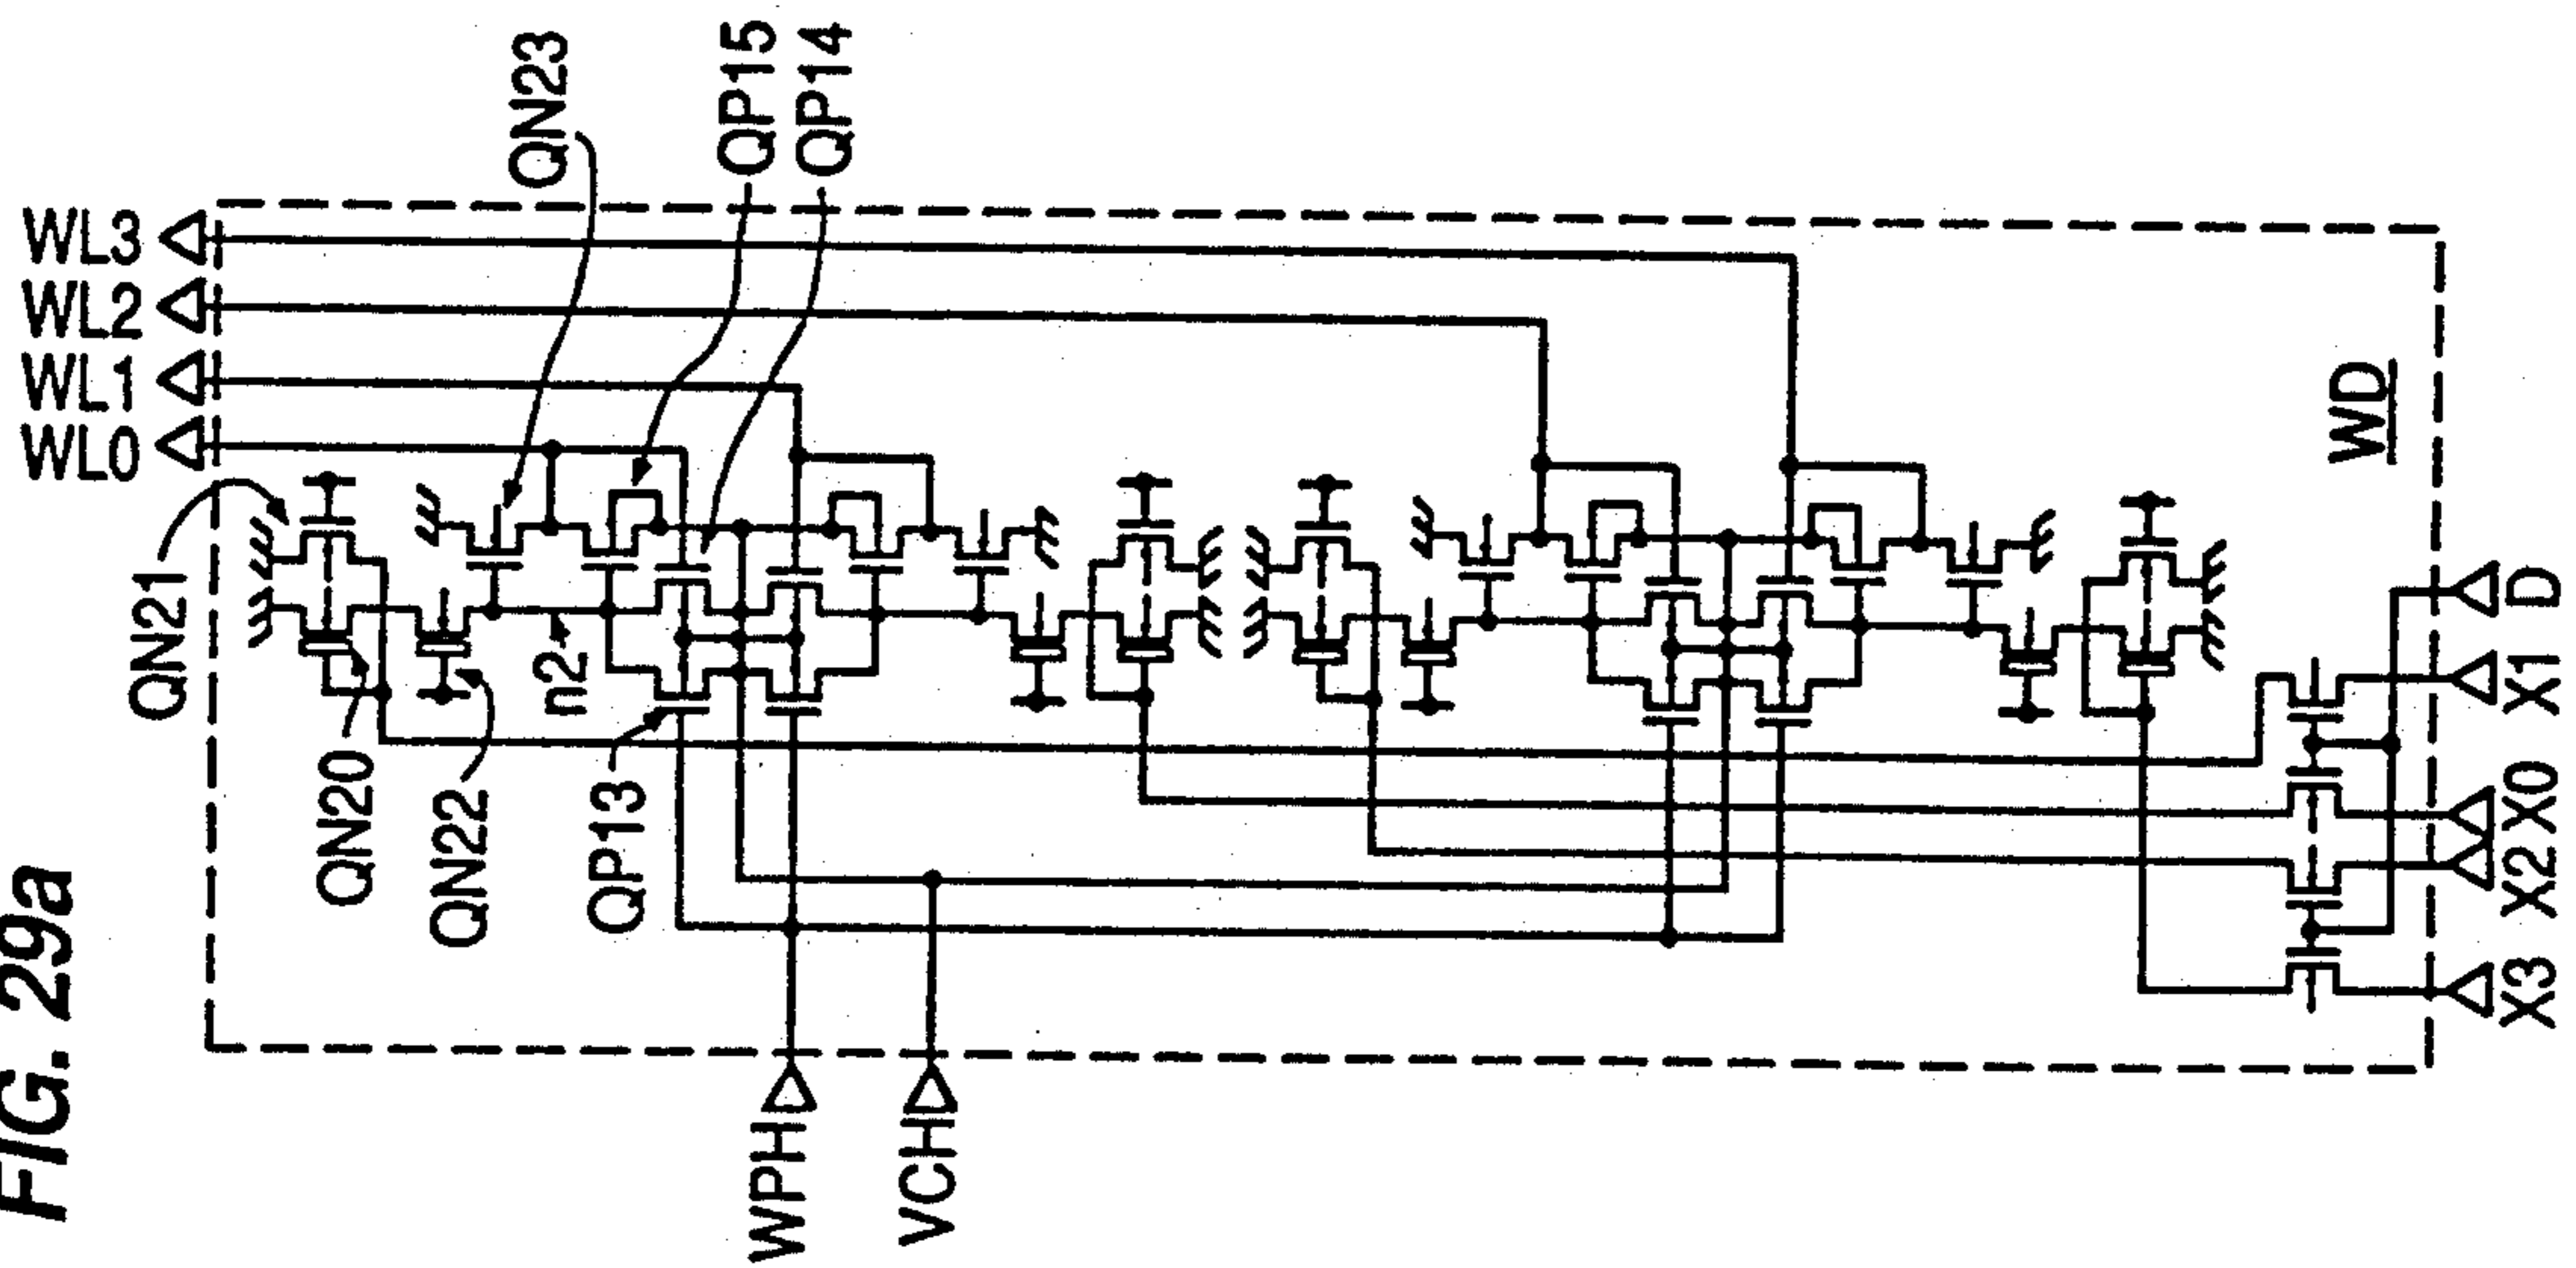 FIG. 29a
WPH
VCH
WL3
WL2
WL1
WL0
QN23
QP15
QP14
QN21
QN20
QN22
n2
QP13
WD
D
X1
X0
X2
X3